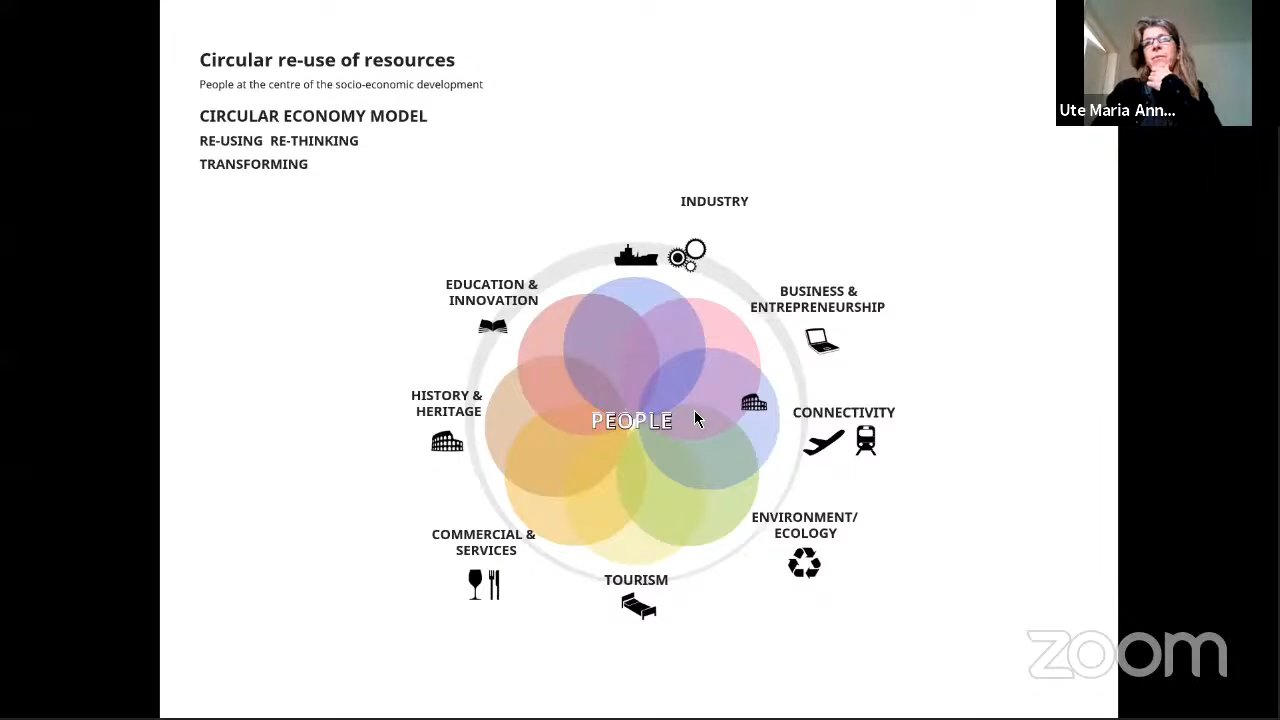 Circular re-use of resources
People at the centre of the socio-economic development
CIRCULAR ECONOMY MODEL
RE-USING RE-THINKING
TRANSFORMING
Ute Maria Ann...
INDUSTRY
EDUCATION &
INNOVATION
BUSINESS &
ENTREPRENEURSHIP
HISTORY &
HERITAGE
PEOPLE
CONNECTIVITY
ENVIRONMENT/
ECOLOGY
COMMERCIAL &
SERVICES
TOURISM
zoom